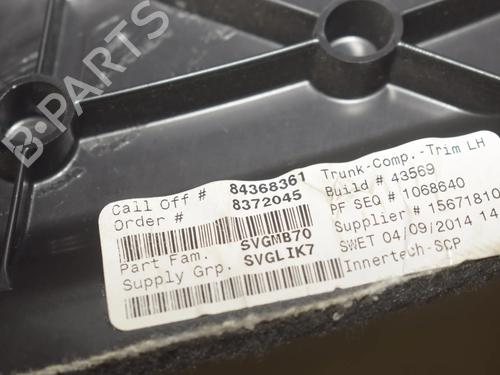 B-PARTS
Call Off # 84368361
Order # 8372045
Part Fam. SVGMB70
Supply Grp. SVGLIK7
Trunk-Comp.-Trim LH
Build # 43569
PF SEQ # 1068640
Supplier # 15671810
SWET 04/09/2014 14
Innertech-SCP